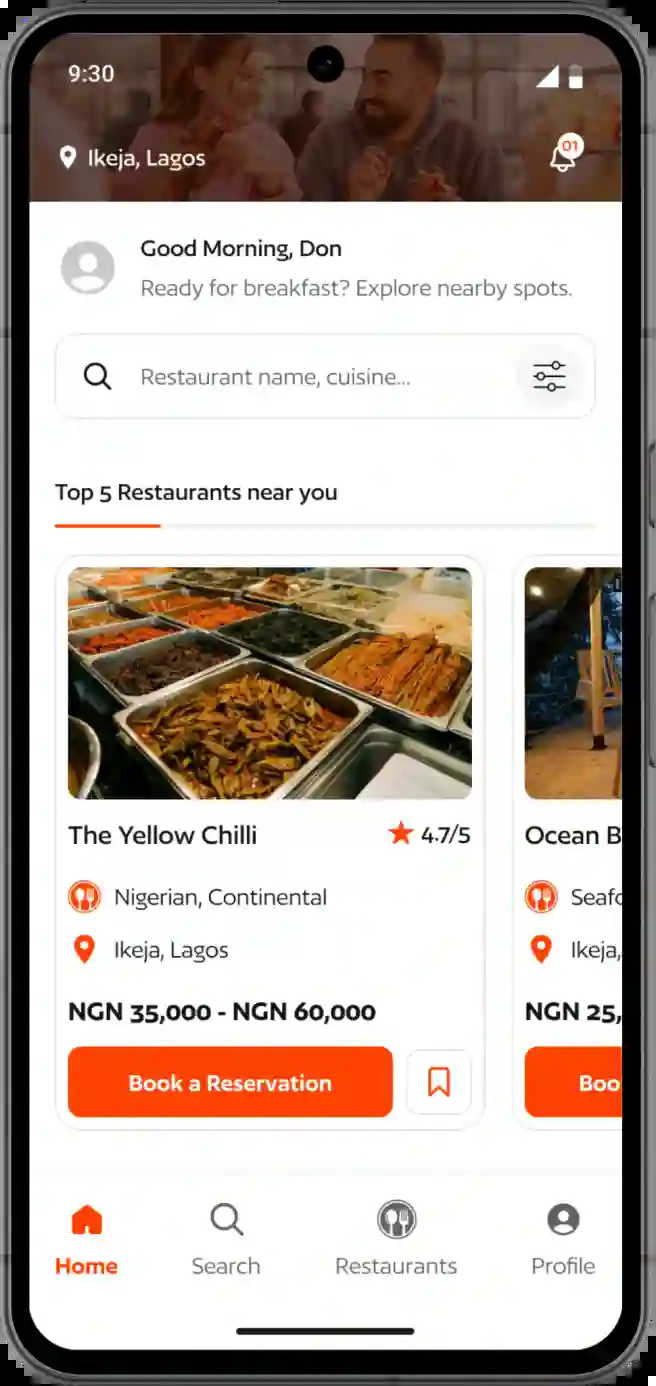 9:30
Ikeja, Lagos
01
Good Morning, Don
Ready for breakfast? Explore nearby spots.
Restaurant name, cuisine...
Top 5 Restaurants near you
The Yellow Chilli
4.7/5
Nigerian, Continental
Ikeja, Lagos
NGN 35,000 - NGN 60,000
Book a Reservation
Ocean B
Seafo
Ikeja,
NGN 25,
Boo
Home
Search
Restaurants
Profile